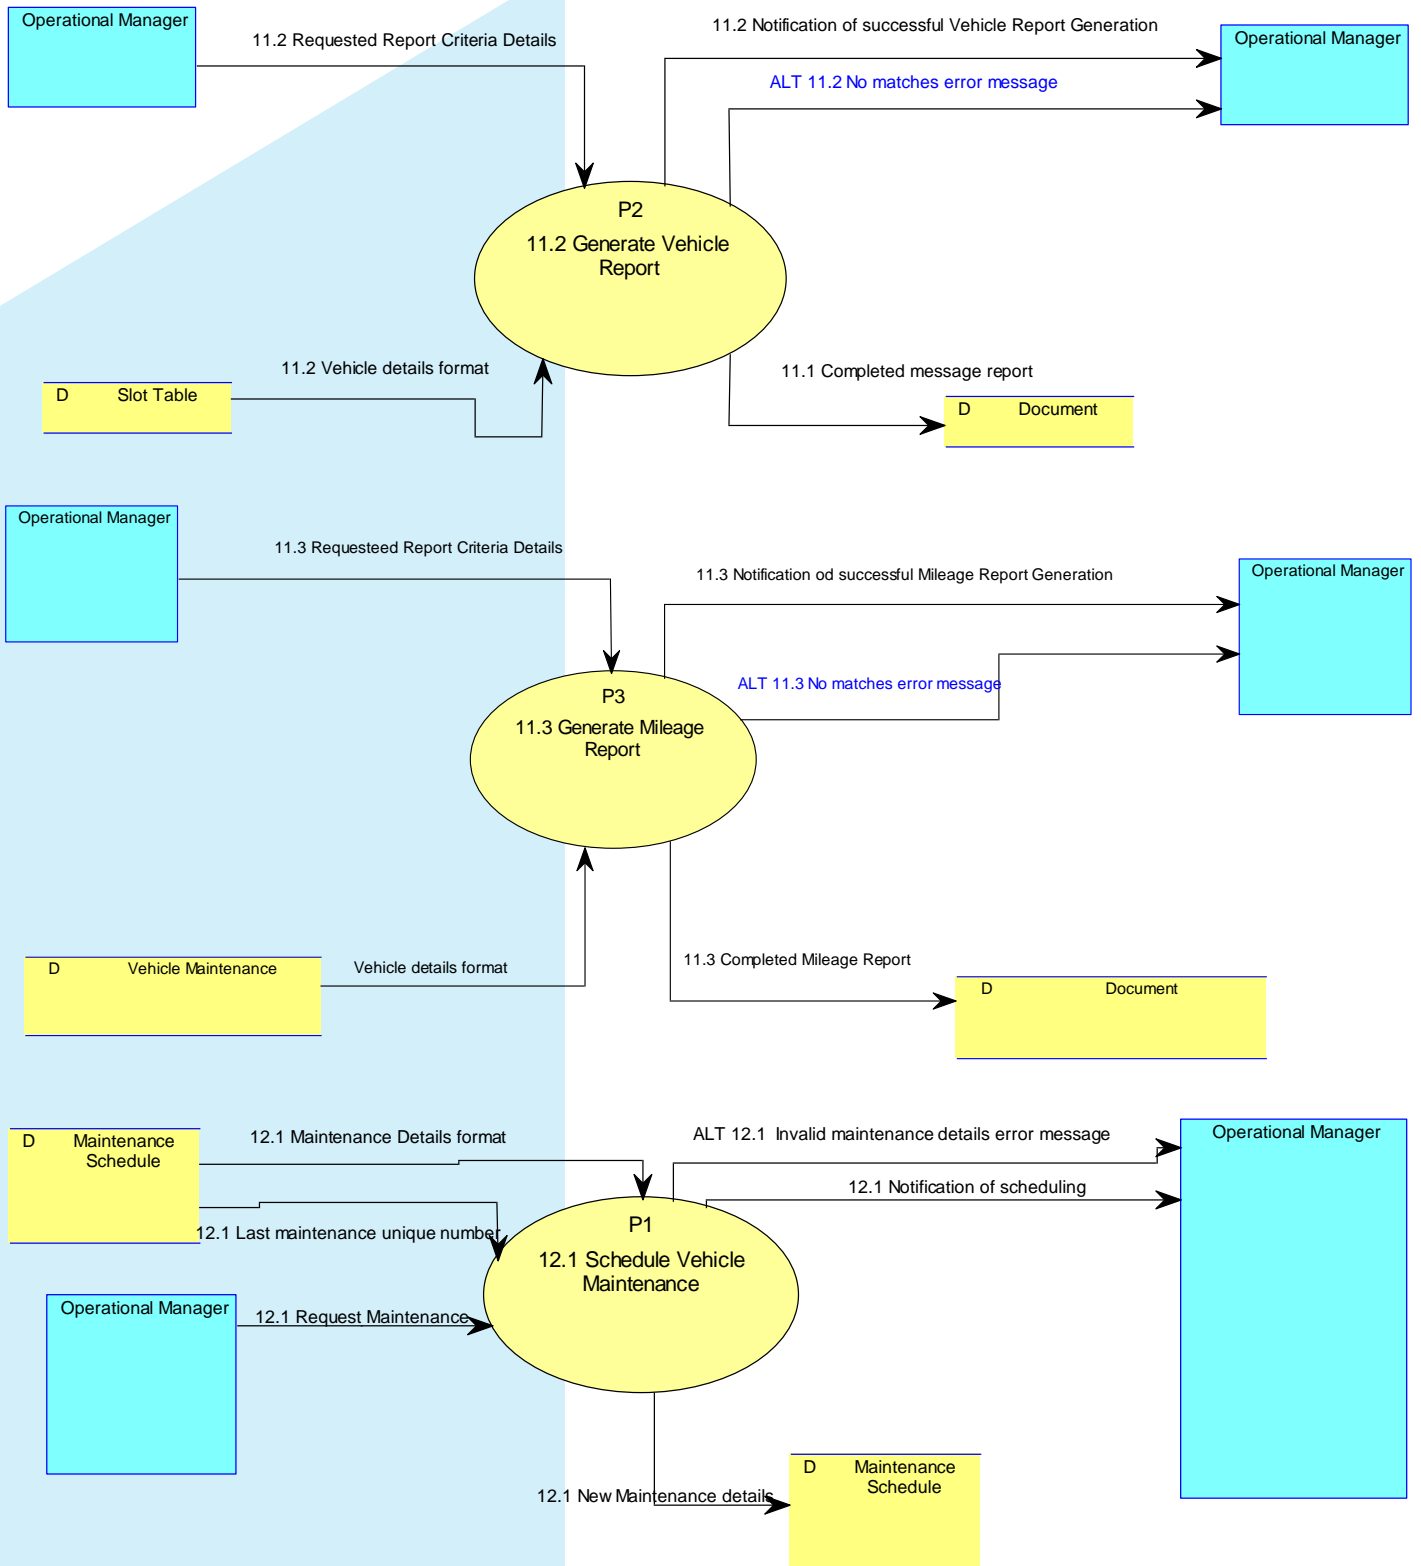 Operational Manager
11.2 Requested Report Criteria Details
11.2 Notification of successful Vehicle Report Generation
Operational Manager
ALT 11.2 No matches error message
P2
11.2 Generate Vehicle
Report
11.2 Vehicle details format
D Slot Table
11.1 Completed message report
D Document
Operational Manager
11.3 Requesteed Report Criteria Details
11.3 Notification od successful Mileage Report Generation
Operational Manager
ALT 11.3 No matches error message
P3
11.3 Generate Mileage
Report
D Vehicle Maintenance
Vehicle details format
11.3 Completed Mileage Report
D Document
D Maintenance
Schedule
12.1 Maintenance Details format
ALT 12.1 Invalid maintenance details error message
Operational Manager
12.1 Notification of scheduling
12.1 Last maintenance unique number
P1
12.1 Schedule Vehicle
Maintenance
Operational Manager
12.1 Request Maintenance
12.1 New Maintenance details
D Maintenance
Schedule